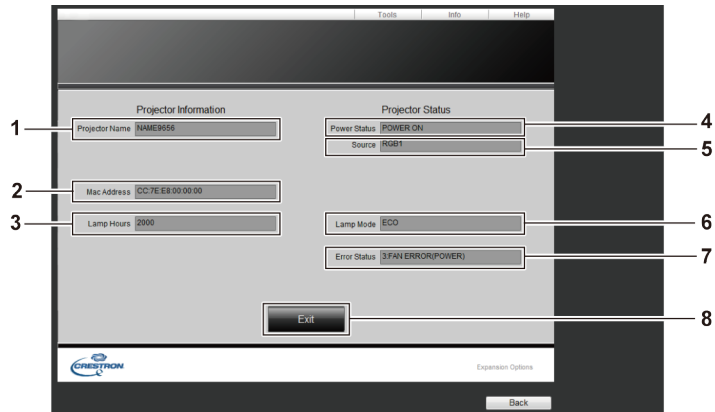 Tools Info Help
Projector Information
Projector Status
1 Projector Name NAME9656
Power Status POWER ON 4
Source RGB1 5
2 Mac Address CC:7E:E8:00:00:00
3 Lamp Hours 2000
Lamp Mode ECO 6
Error Status 3:FAN ERROR(POWER) 7
Exit 8
CRESTRON
Expansion Options
Back